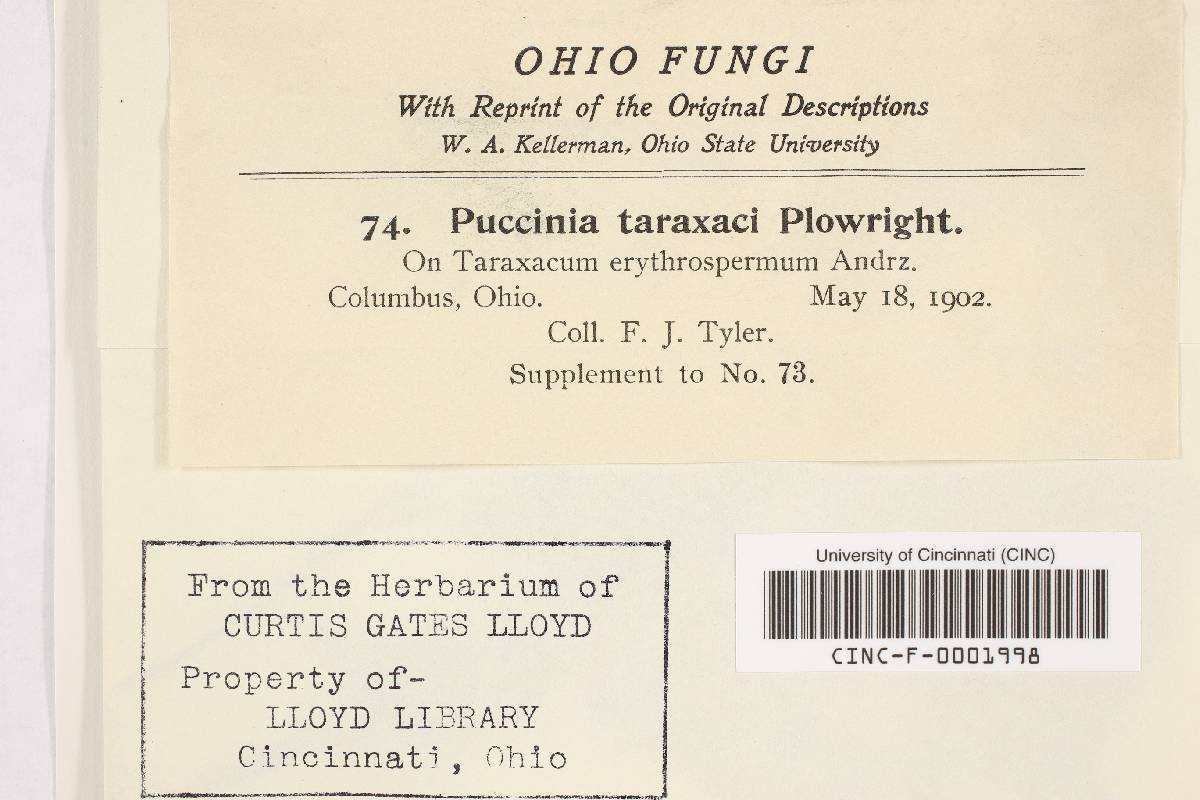 OHIO FUNGI
With Reprint of the Original Descriptions
W. A. Kellerman, Ohio State University
74. Puccinia taraxaci Plowright.
On Taraxacum erythrospermum Andrz.
Columbus, Ohio. May 18, 1902.
Coll. F. J. Tyler.
Supplement to No. 73.
From the Herbarium of
CURTIS GATES LLOYD
Property of-
LLOYD LIBRARY
Cincinnati, Ohio
University of Cincinnati (CINC)
CINC-F-0001998